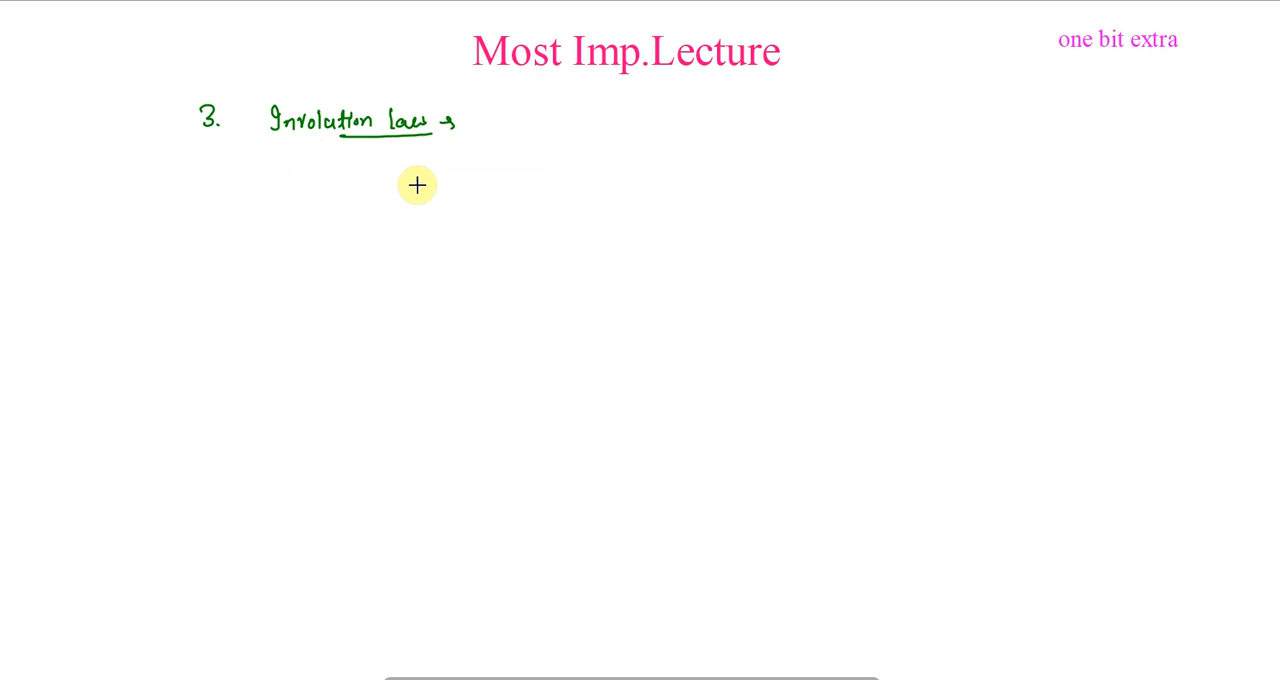 Most Imp.Lecture
one bit extra
3. Involution law →